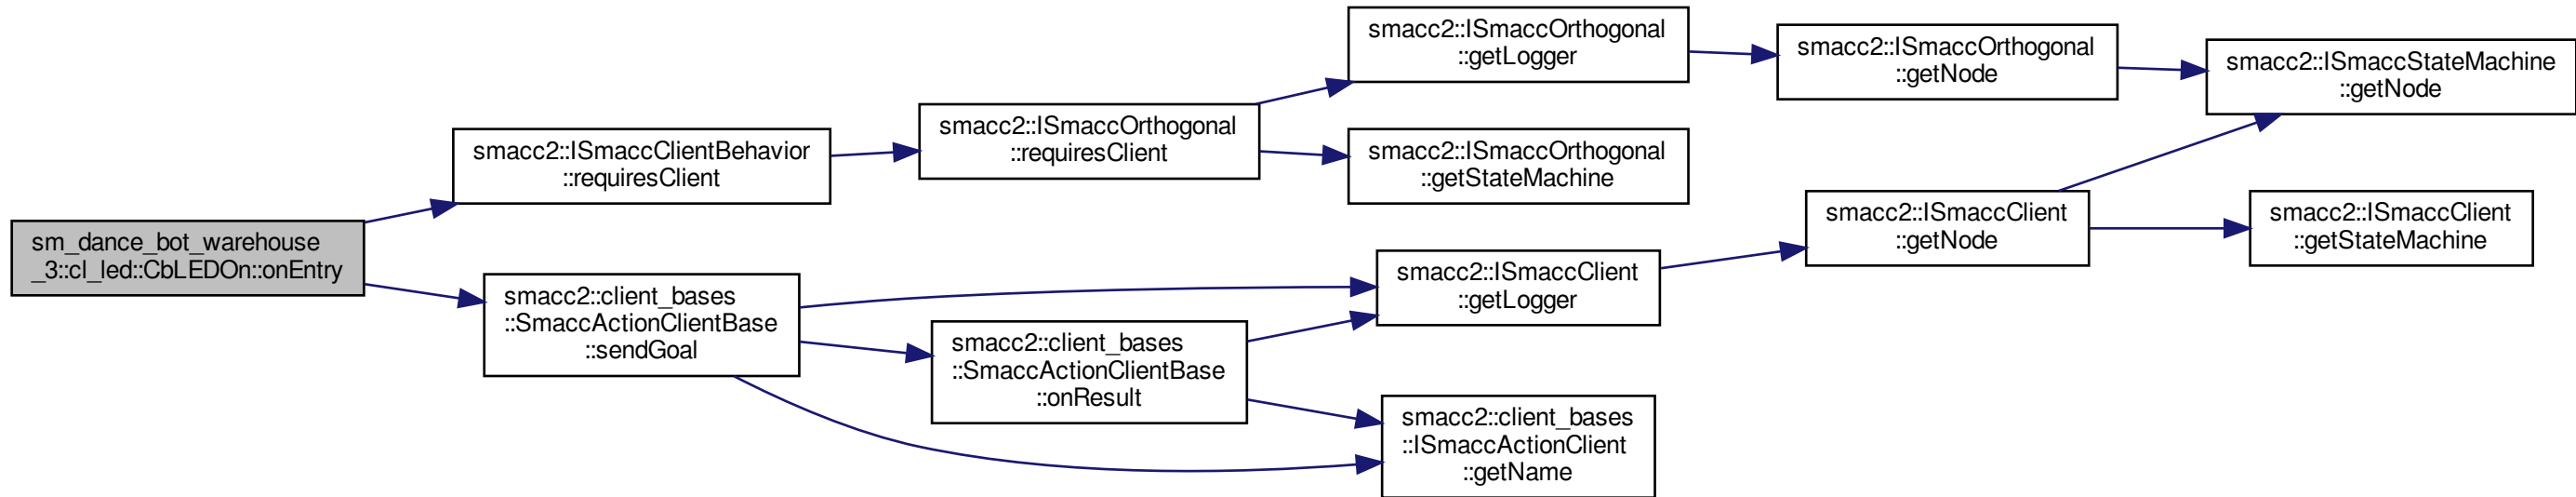 sm_dance_bot_warehouse
_3::cl_led::CbLEDOn::onEntry
smacc2::ISmaccClientBehavior
::requiresClient
smacc2::ISmaccOrthogonal
::requiresClient
smacc2::ISmaccOrthogonal
::getLogger
smacc2::ISmaccOrthogonal
::getNode
smacc2::ISmaccStateMachine
::getNode
smacc2::ISmaccOrthogonal
::getStateMachine
smacc2::client_bases
::SmaccActionClientBase
::sendGoal
smacc2::client_bases
::SmaccActionClientBase
::onResult
smacc2::ISmaccClient
::getLogger
smacc2::ISmaccClient
::getNode
smacc2::ISmaccClient
::getStateMachine
smacc2::client_bases
::ISmaccActionClient
::getName